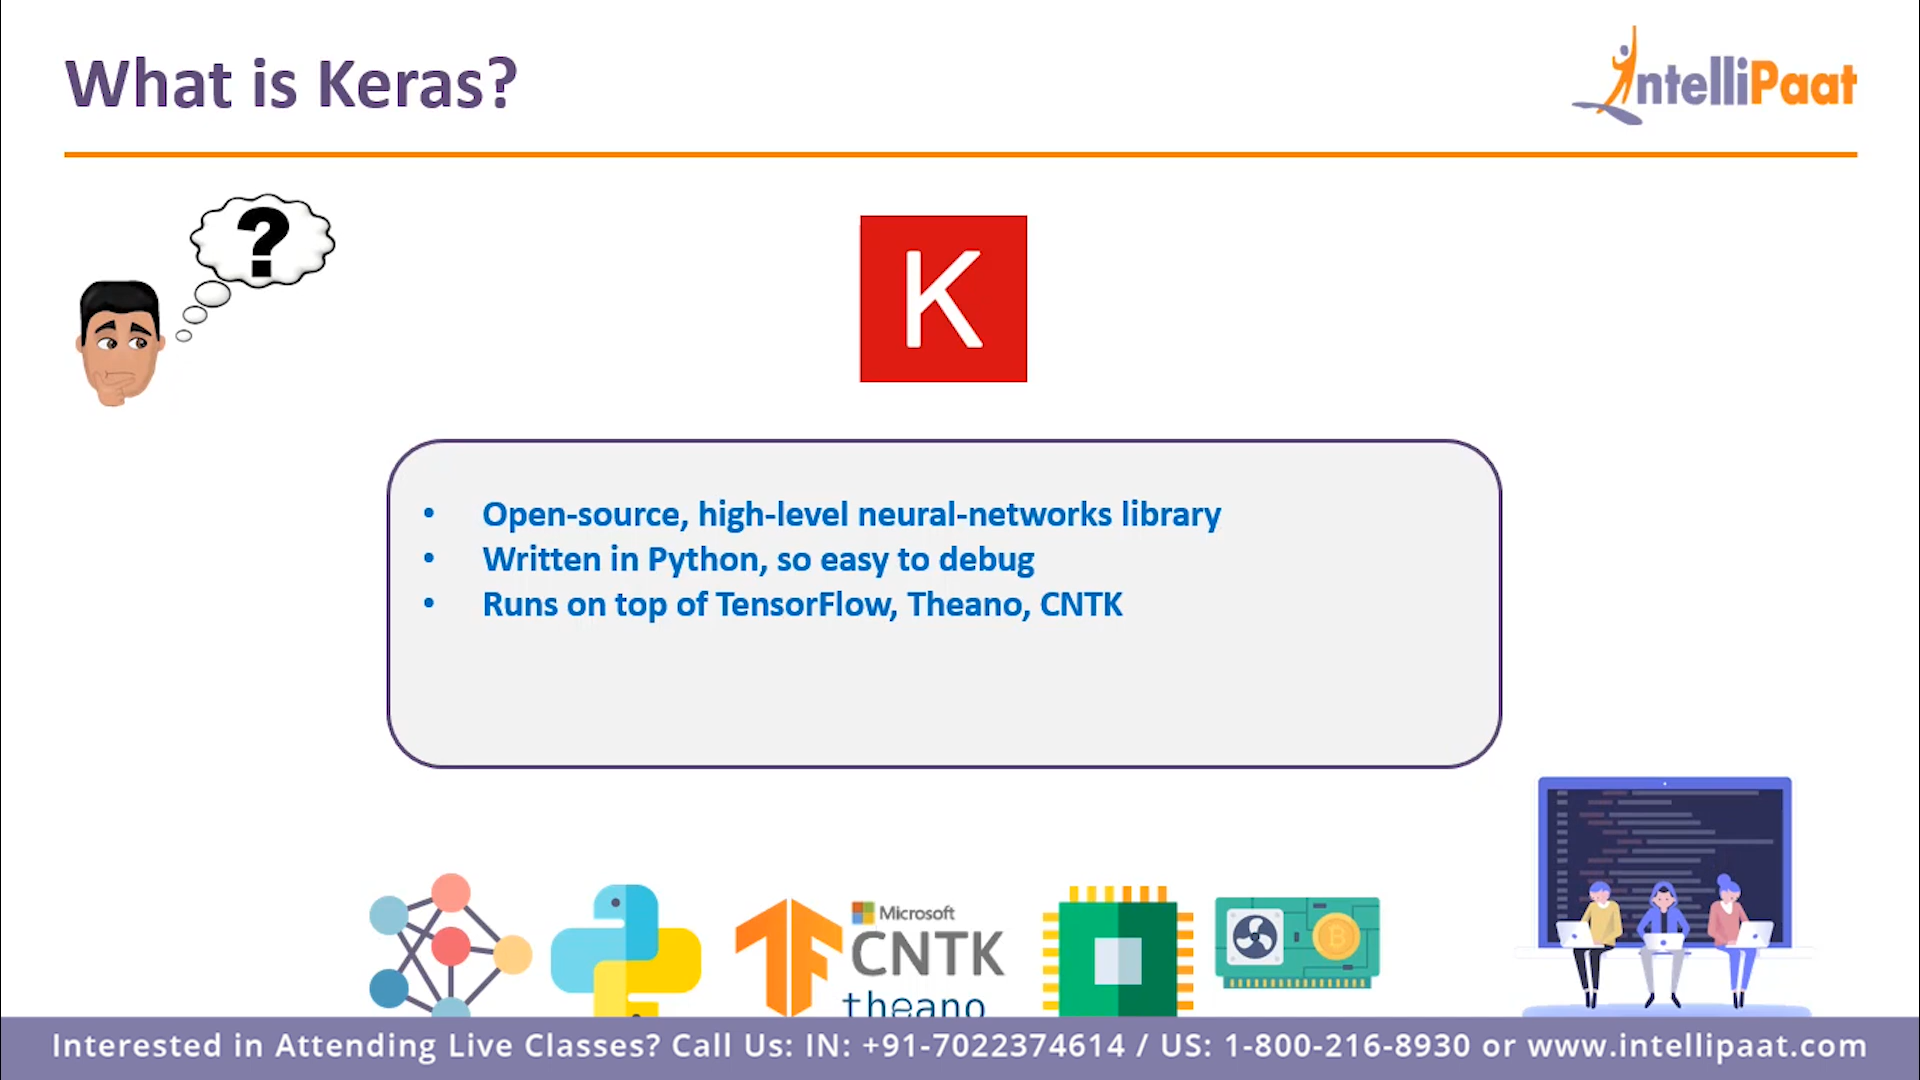 What is Keras?
IntelliPaat
?
K
• Open-source, high-level neural-networks library
• Written in Python, so easy to debug
• Runs on top of TensorFlow, Theano, CNTK
Microsoft
CNTK
theano
Interested in Attending Live Classes? Call Us: IN: +91-7022374614 / US: 1-800-216-8930 or www.intellipaat.com